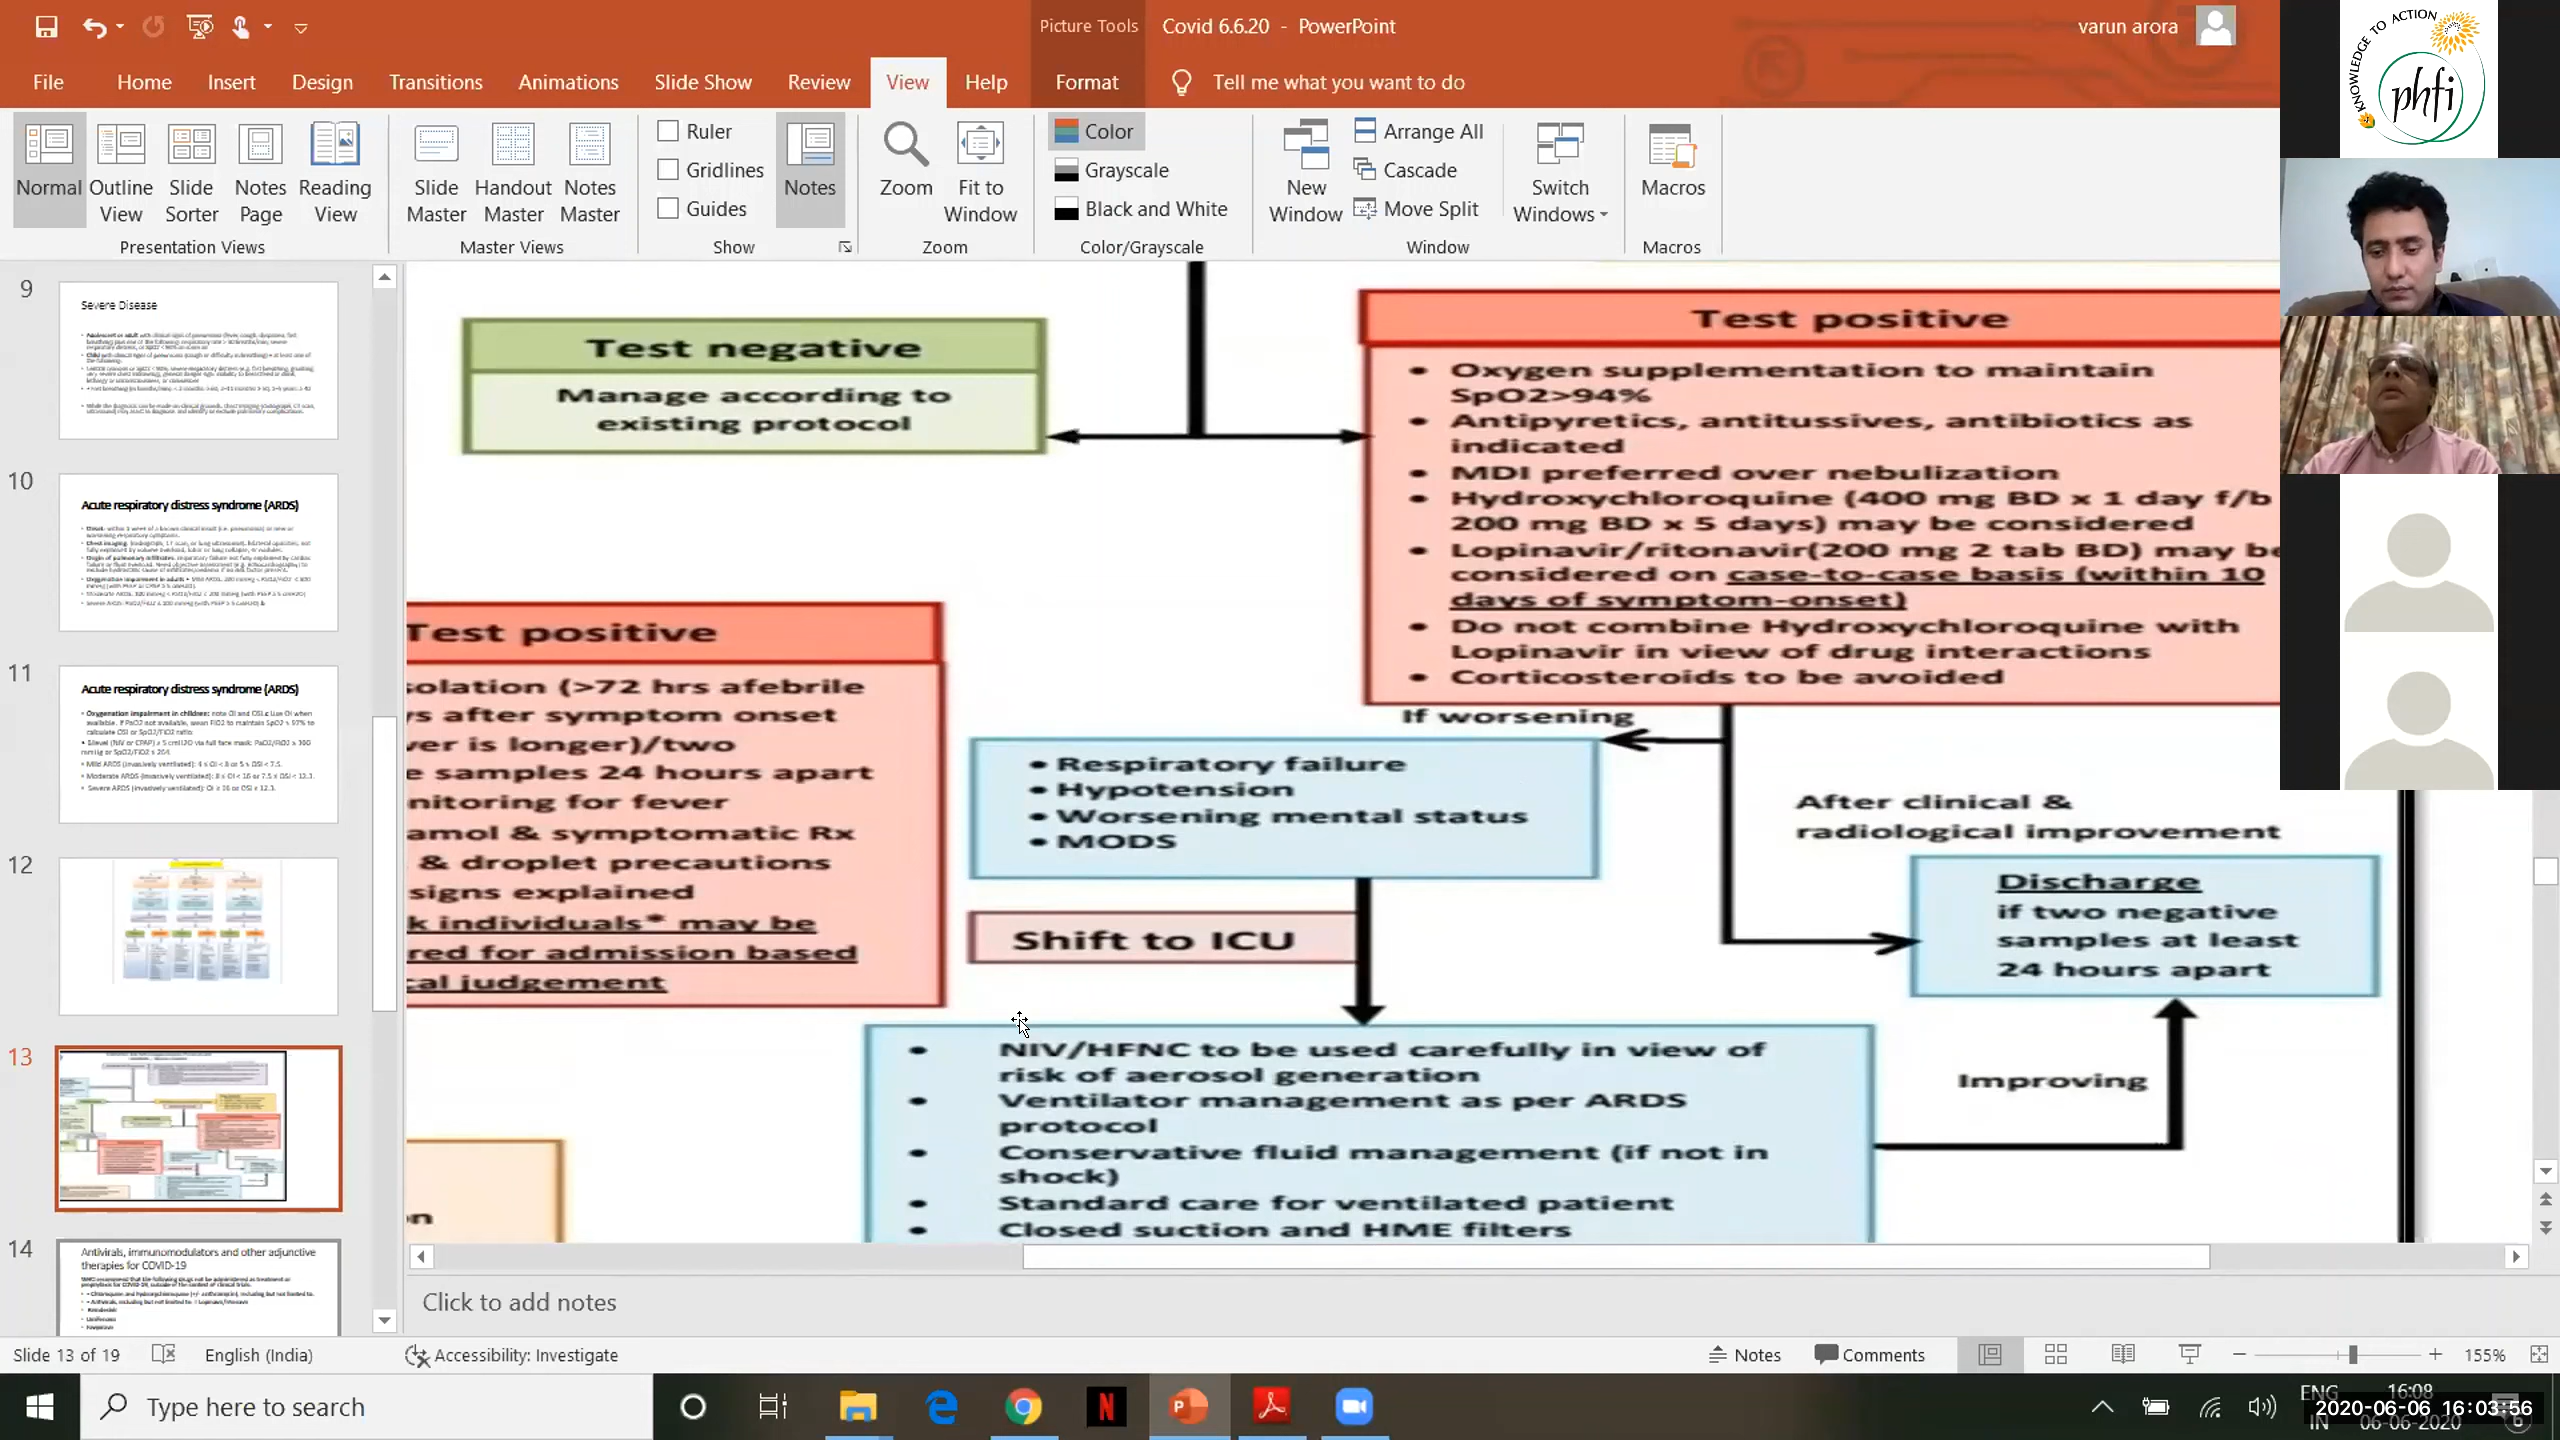 Picture Tools
Covid 6.6.20 - PowerPoint
varun arora
File
Home
Insert
Design
Transitions
Animations
Slide Show
Review
View
Help
Format
Tell me what you want to do
Normal
Outline View
Slide Sorter
Notes Page
Reading View
Presentation Views
Slide Master
Handout Master
Notes Master
Master Views
Ruler
Gridlines
Guides
Show
Notes
Zoom
Fit to Window
Zoom
Color
Grayscale
Black and White
Color/Grayscale
New Window
Arrange All
Cascade
Move Split
Switch Windows
Window
Macros
Macros
KNOWLEDGE TO ACTION
phfi
9
Severe Disease
10
Acute respiratory distress syndrome (ARDS)
11
Acute respiratory distress syndrome (ARDS)
12
13
14
Antivirals, immunomodulators and other adjunctive
therapies for COVID-19
Test negative
Manage according to
existing protocol
Test positive
• Oxygen supplementation to maintain
SpO2>94%
• Antipyretics, antitussives, antibiotics as
indicated
• MDI preferred over nebulization
• Hydroxychloroquine (400 mg BD x 1 day f/b
200 mg BD x 5 days) may be considered
• Lopinavir/ritonavir(200 mg 2 tab BD) may be
considered on case-to-case basis (within 10
days of symptom-onset)
• Do not combine Hydroxychloroquine with
Lopinavir in view of drug interactions
• Corticosteroids to be avoided
Test positive
solation (>72 hrs afebrile
ys after symptom onset
ver is longer)/two
e samples 24 hours apart
nitoring for fever
amol & symptomatic Rx
& droplet precautions
signs explained
k individuals* may be
red for admission based
cal judgement
If worsening
• Respiratory failure
• Hypotension
• Worsening mental status
• MODS
Shift to ICU
After clinical &
radiological improvement
Discharge
if two negative
samples at least
24 hours apart
• NIV/HFNC to be used carefully in view of
risk of aerosol generation
• Ventilator management as per ARDS
protocol
• Conservative fluid management (if not in
shock)
• Standard care for ventilated patient
• Closed suction and HME filters
Improving
n
Click to add notes
Slide 13 of 19
English (India)
Accessibility: Investigate
Notes
Comments
155%
Type here to search
ENG
IN
16:08
06-06-2020
2020-06-06 16:03:56